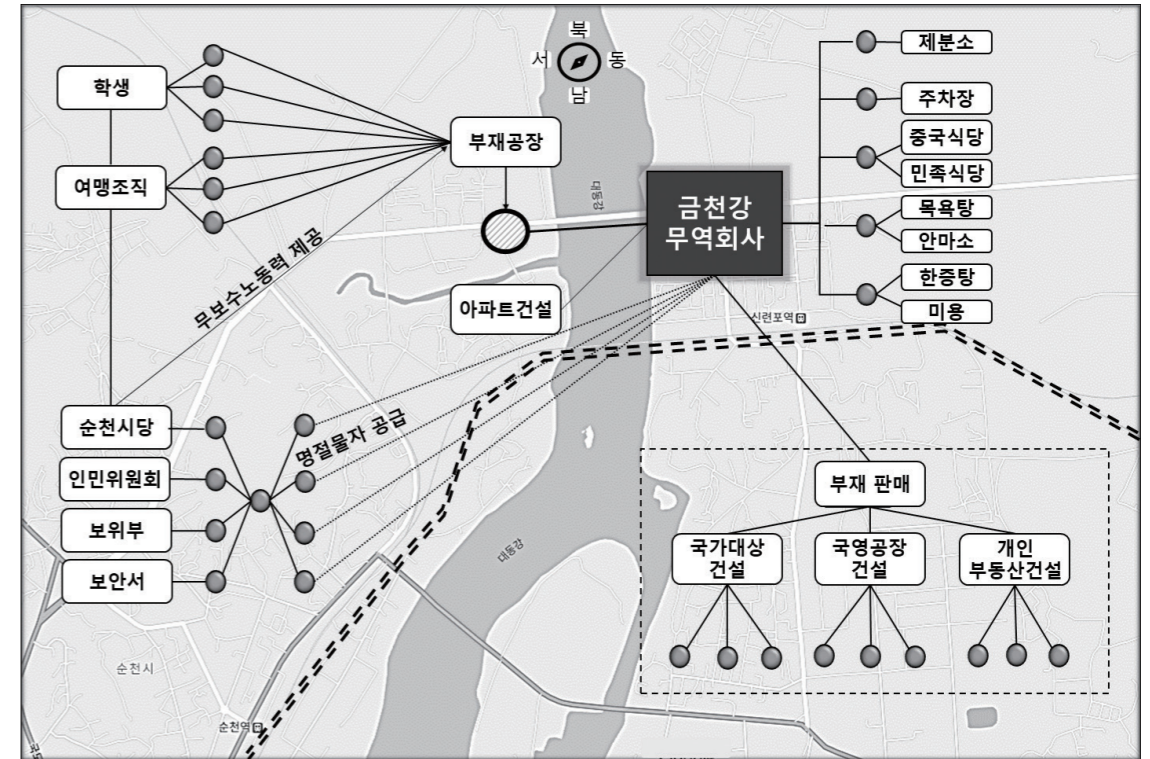 북
서
동
남
학생
여맹조직
부재공장
대동강
금천강
무역회사
제분소
주차장
중국식당
민족식당
목욕탕
안마소
한증탕
미용
무보수노동력 제공
아파트건설
신련포역
순천시당
인민위원회
보위부
보안서
명절물자 공급
대동강
부재 판매
국가대상
건설
국영공장
건설
개인
부동산건설
순천시
순천역